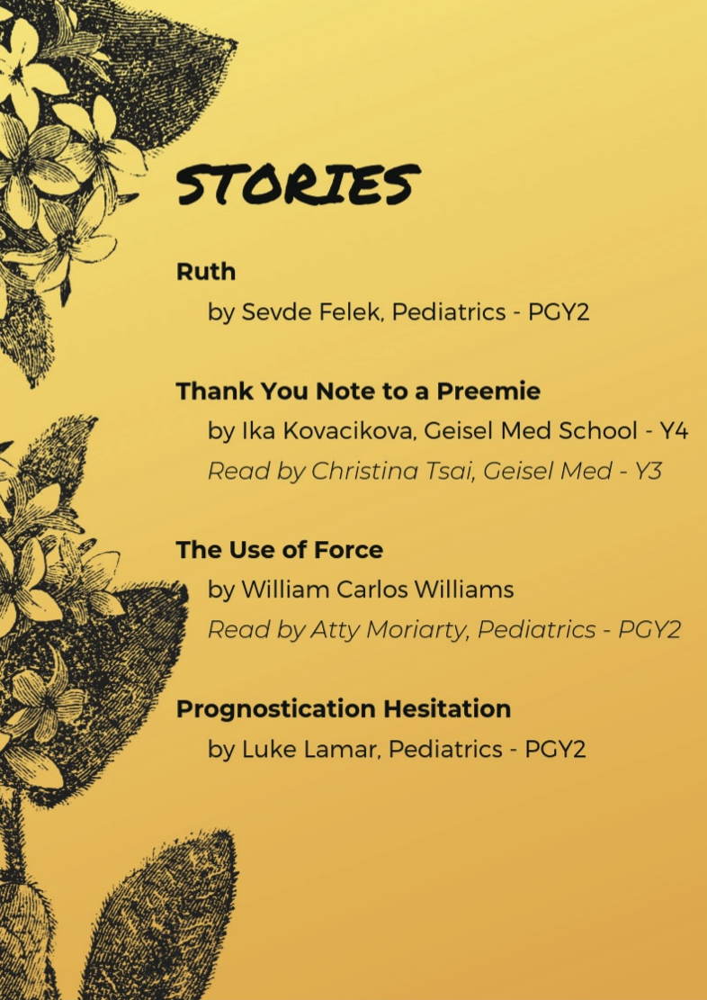 STORIES
Ruth
by Sevde Felek, Pediatrics - PGY2
Thank You Note to a Preemie
by Ika Kovacikova, Geisel Med School - Y4
Read by Christina Tsai, Geisel Med - Y3
The Use of Force
by William Carlos Williams
Read by Atty Moriarty, Pediatrics - PGY2
Prognostication Hesitation
by Luke Lamar, Pediatrics - PGY2